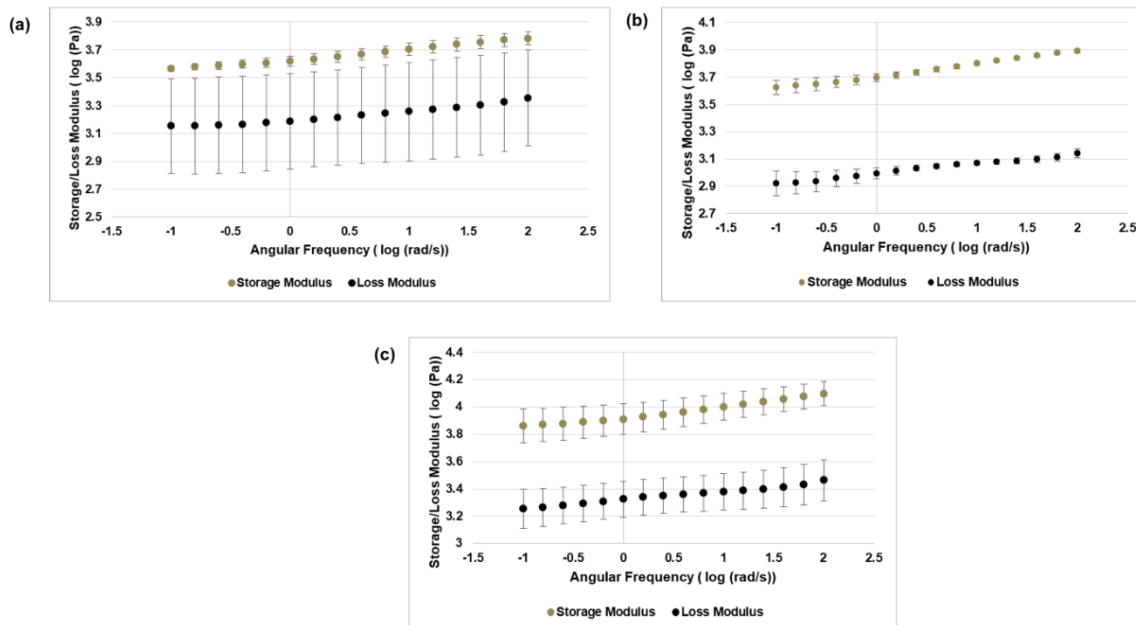 (a)
Storage/Loss Modulus ( log (Pa))
3.9
3.7
3.5
3.3
3.1
2.9
2.7
2.5
-1.5 -1 -0.5 0 0.5 1 1.5 2 2.5
Angular Frequency ( log (rad/s))
Storage Modulus Loss Modulus
(b)
Storage/Loss Modulus ( log (Pa))
4.1
3.9
3.7
3.5
3.3
3.1
2.9
2.7
-1.5 -1 -0.5 0 0.5 1 1.5 2 2.5
Angular Frequency ( log (rad/s))
Storage Modulus Loss Modulus
(c)
Storage/Loss Modulus ( log (Pa))
4.4
4.2
4
3.8
3.6
3.4
3.2
3
-1.5 -1 -0.5 0 0.5 1 1.5 2 2.5
Angular Frequency ( log (rad/s))
Storage Modulus Loss Modulus